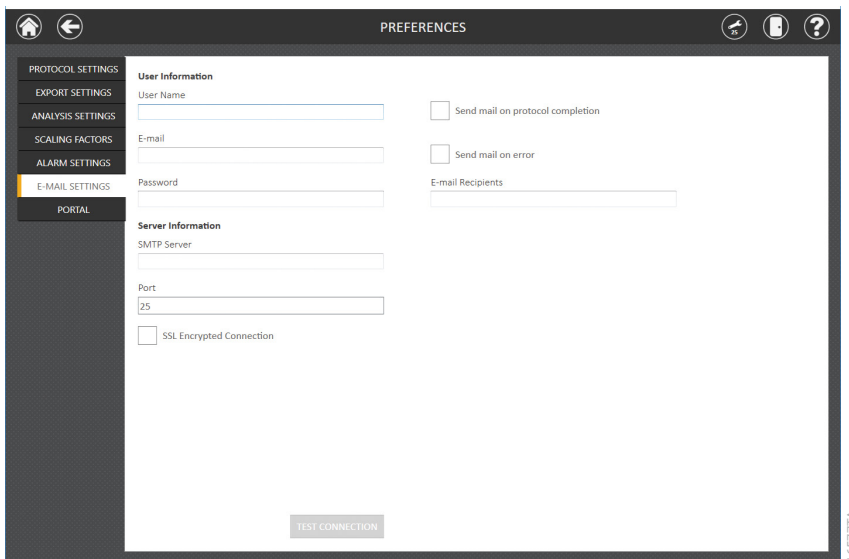 PREFERENCES
25
?
PROTOCOL SETTINGS
EXPORT SETTINGS
ANALYSIS SETTINGS
SCALING FACTORS
ALARM SETTINGS
E-MAIL SETTINGS
PORTAL
User Information
User Name
E-mail
Password
Send mail on protocol completion
Send mail on error
E-mail Recipients
Server Information
SMTP Server
Port
25
SSL Encrypted Connection
TEST CONNECTION